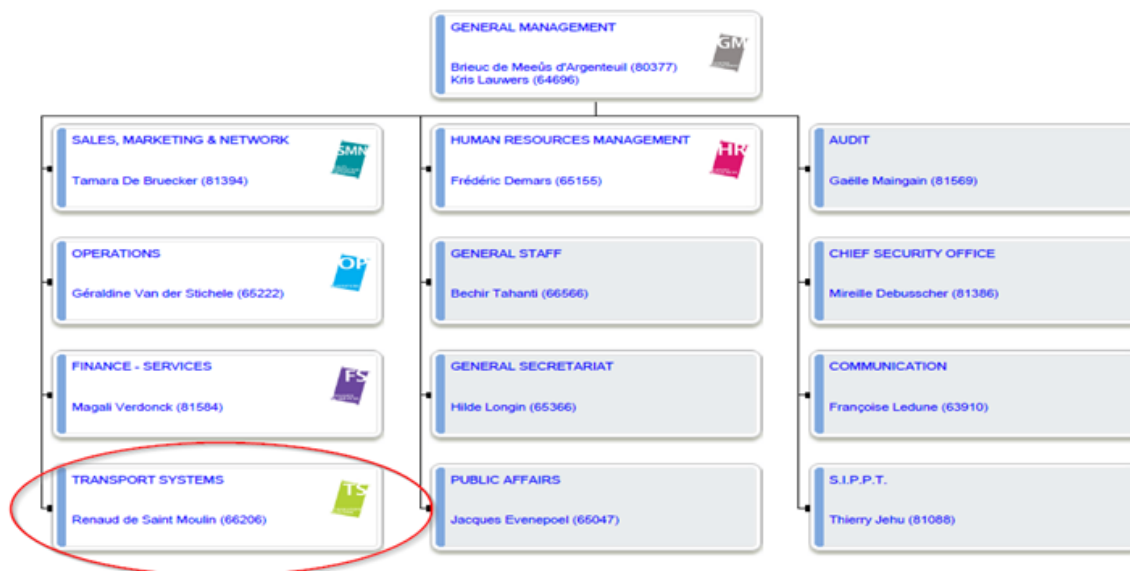 GENERAL MANAGEMENT
GM
Brieuc de Meeûs d'Argenteuil (80377)
Kris Lauwers (64696)
SALES, MARKETING & NETWORK
SMN
Tamara De Bruecker (81394)
HUMAN RESOURCES MANAGEMENT
HR
Frédéric Demars (65155)
AUDIT
Gaëlle Maingain (81569)
OPERATIONS
OP
Géraldine Van der Stichele (65222)
GENERAL STAFF
Bechir Tahanti (66566)
CHIEF SECURITY OFFICE
Mireille Debusscher (81386)
FINANCE - SERVICES
FS
Magali Verdonck (81584)
GENERAL SECRETARIAT
Hilde Longin (65366)
COMMUNICATION
Françoise Ledune (63910)
TRANSPORT SYSTEMS
TS
Renaud de Saint Moulin (66206)
PUBLIC AFFAIRS
Jacques Evenepoel (65047)
S.I.P.P.T.
Thierry Jehu (81088)